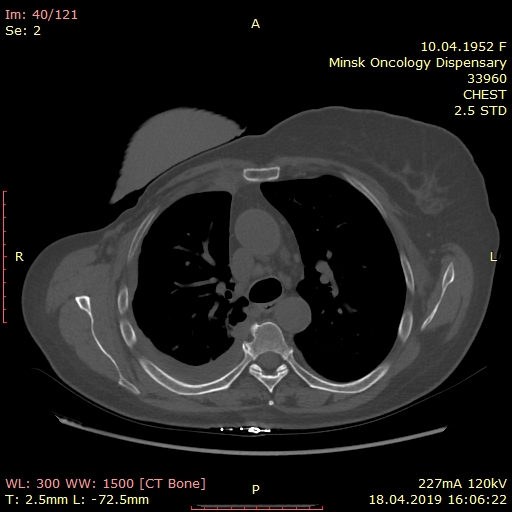 Im: 40/121
Se: 2
A
10.04.1952 F
Minsk Oncology Dispensary
33960
CHEST
2.5 STD
R
L
WL: 300 WW: 1500 [CT Bone]
T: 2.5mm L: -72.5mm
P
227mA 120kV
18.04.2019 16:06:22